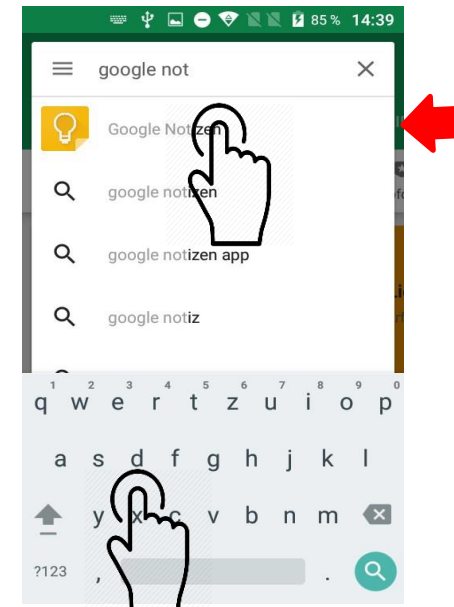 85 % 14:39
google not
Google Notizen
google notizen
google notizen app
google notiz
1 2 3 4 5 6 7 8 9 0
q w e r t z u i o p
a s d f g h j k l
y x c v b n m
?123 , .